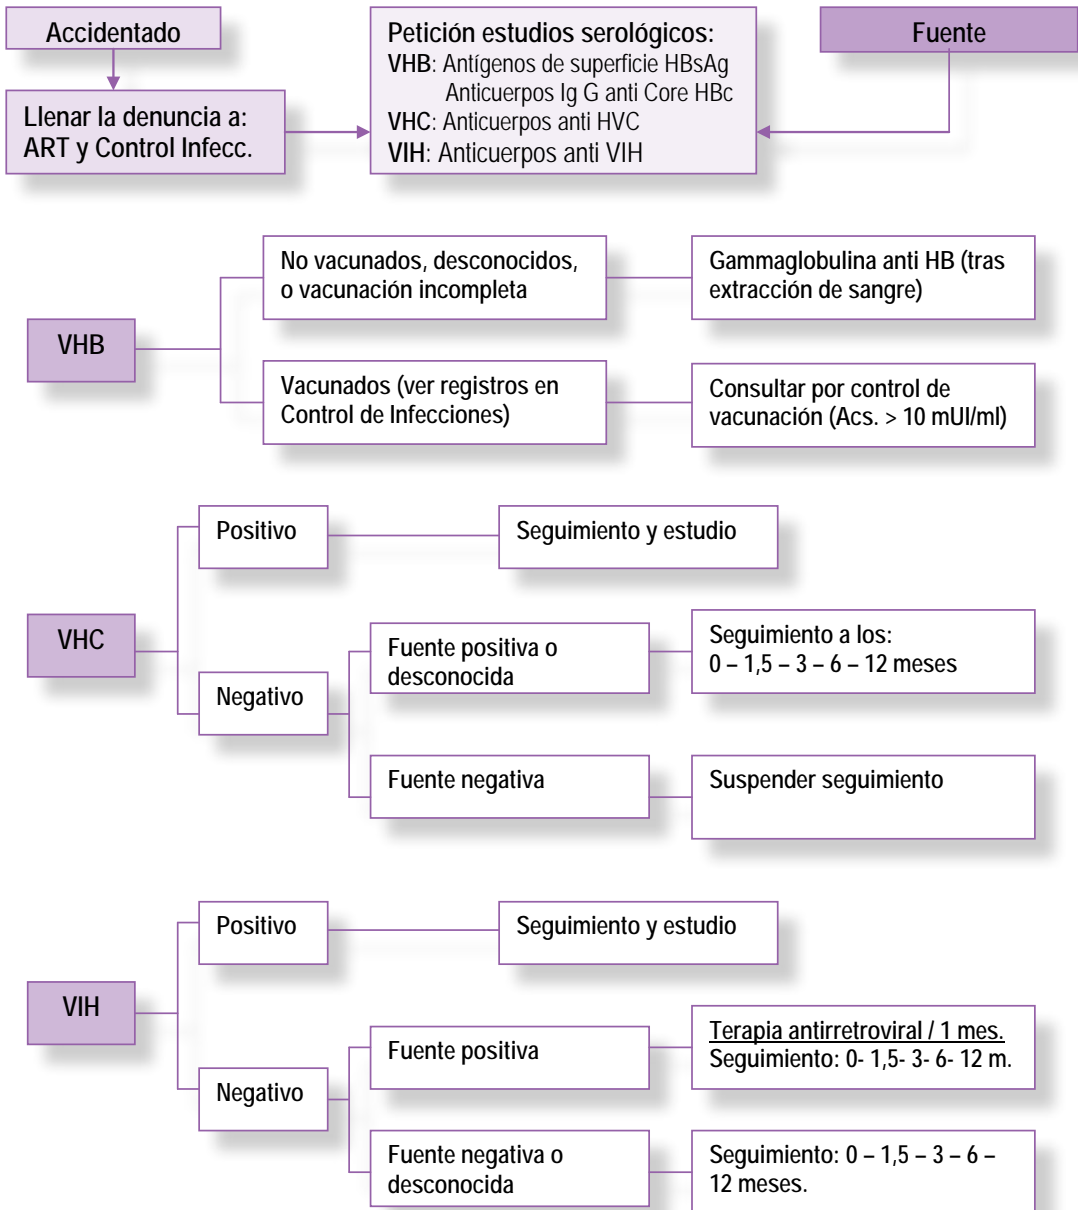 Accidentado
Petición estudios serológicos:
VHB: Antígenos de superficie HBsAg
Anticuerpos Ig G anti Core HBc
VHC: Anticuerpos anti HVC
VIH: Anticuerpos anti VIH
Fuente
Llenar la denuncia a:
ART y Control Infecc.
VHB
No vacunados, desconocidos,
o vacunación incompleta
Gammaglobulina anti HB (tras
extracción de sangre)
Vacunados (ver registros en
Control de Infecciones)
Consultar por control de
vacunación (Acs. > 10 mUI/ml)
VHC
Positivo
Seguimiento y estudio
Negativo
Fuente positiva o
desconocida
Seguimiento a los:
0 – 1,5 – 3 – 6 – 12 meses
Fuente negativa
Suspender seguimiento
VIH
Positivo
Seguimiento y estudio
Negativo
Fuente positiva
Terapia antirretroviral / 1 mes.
Seguimiento: 0- 1,5- 3- 6- 12 m.
Fuente negativa o
desconocida
Seguimiento: 0 – 1,5 – 3 – 6 –
12 meses.